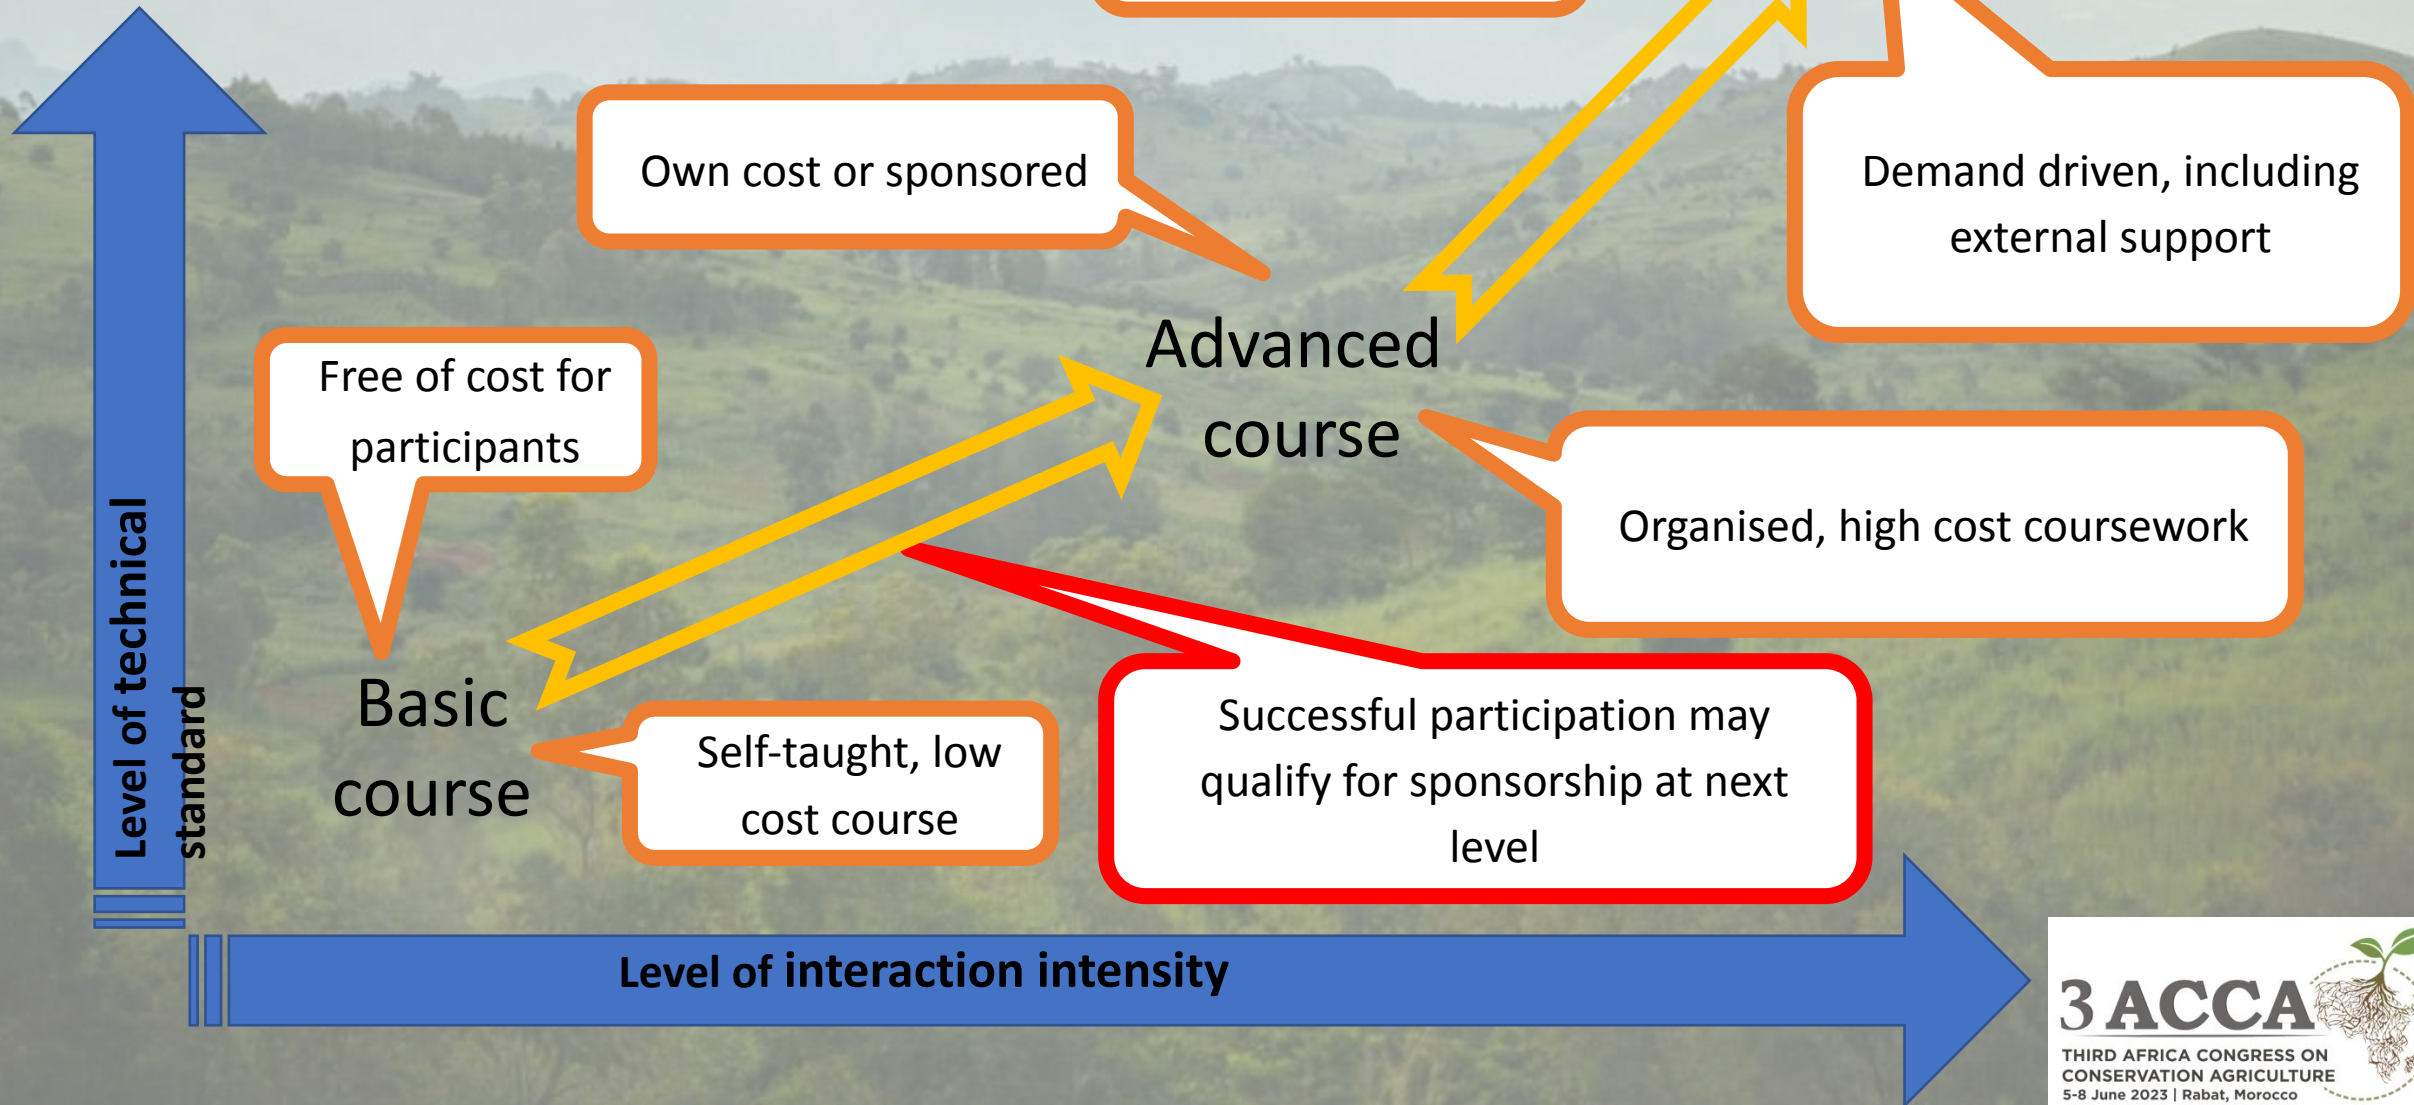 Own cost or sponsored
Demand driven, including
external support
Free of cost for
participants
Advanced
course
Organised, high cost coursework
Level of technical
standard
Basic
course
Self-taught, low
cost course
Successful participation may
qualify for sponsorship at next
level
Level of interaction intensity
3 ACCA
THIRD AFRICA CONGRESS ON
CONSERVATION AGRICULTURE
5-8 June 2023 | Rabat, Morocco